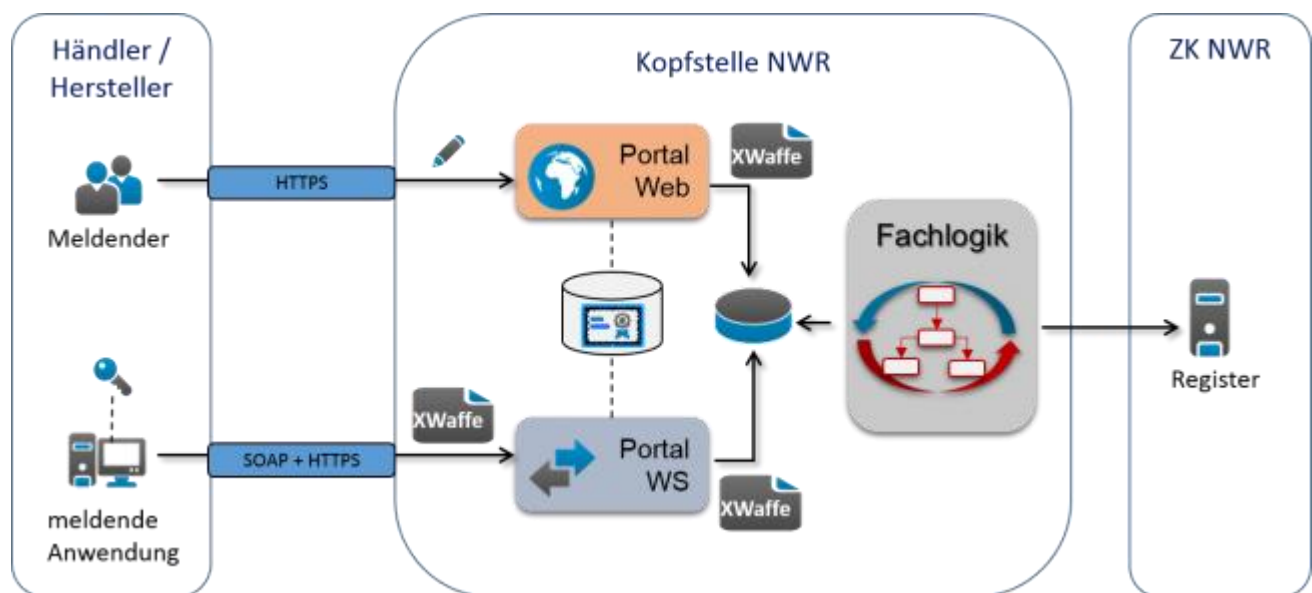 Händler /
Hersteller
Kopfstelle NWR
ZK NWR
Meldender
HTTPS
Portal
Web
XWaffe
Fachlogik
Register
meldende
Anwendung
SOAP + HTTPS
XWaffe
Portal
WS
XWaffe